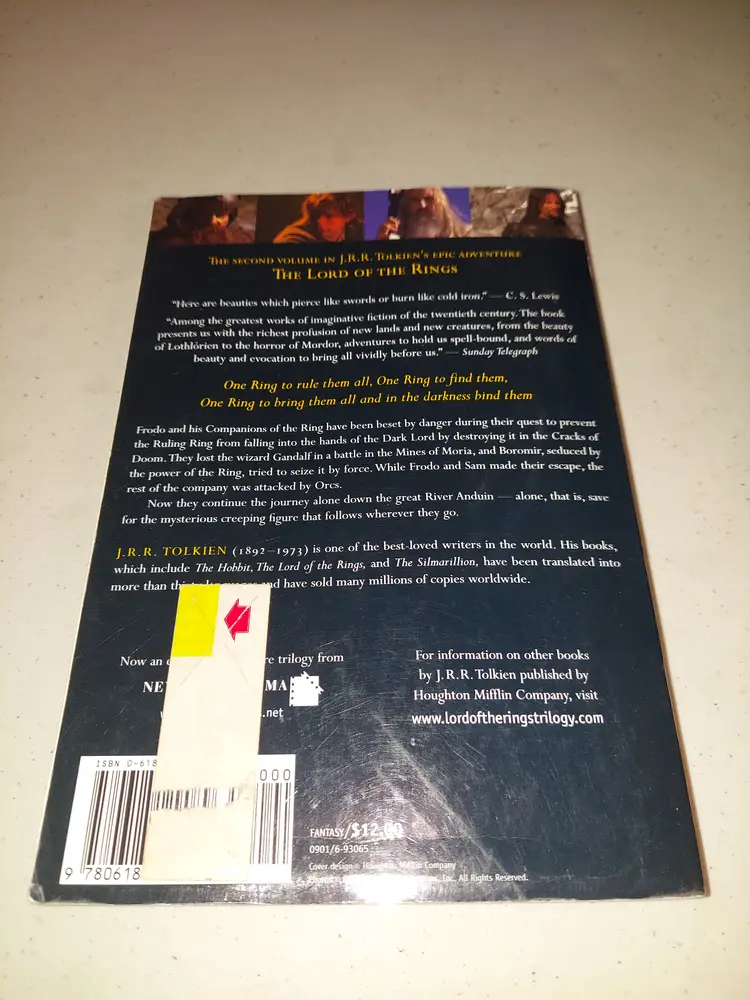 The second volume in J.R.R. Tolkien's epic adventure
The Lord of the Rings
"Here are beauties which pierce like swords or burn like cold iron." — C. S. Lewis
"Among the greatest works of imaginative fiction of the twentieth century. The book
presents us with the richest profusion of new lands and new creatures, from the beauty
of Lothlórien to the horror of Mordor, adventures to hold us spell-bound, and words of
beauty and evocation to bring all vividly before us." — Sunday Telegraph
One Ring to rule them all, One Ring to find them,
One Ring to bring them all and in the darkness bind them
Frodo and his Companions of the Ring have been beset by danger during their quest to prevent
the Ruling Ring from falling into the hands of the Dark Lord by destroying it in the Cracks of
Doom. They lost the wizard Gandalf in a battle in the Mines of Moria, and Boromir, seduced by
the power of the Ring, tried to seize it by force. While Frodo and Sam made their escape, the
rest of the company was attacked by Orcs.
Now they continue the journey alone down the great River Anduin — alone, that is, save
for the mysterious creeping figure that follows wherever they go.
J.R.R. TOLKIEN (1892–1973) is one of the best-loved writers in the world. His books,
which include The Hobbit, The Lord of the Rings, and The Silmarillion, have been translated into
more than and have sold many millions of copies worldwide.
Now an trilogy from
NE MA
.net
For information on other books
by J.R.R. Tolkien published by
Houghton Mifflin Company, visit
www.lordoftheringstrilogy.com
ISBN 0-618
000
9 780618
FANTASY/$12.00
0901/6-93065
Cover design © Houghton Mifflin Company
Inc. All Rights Reserved.